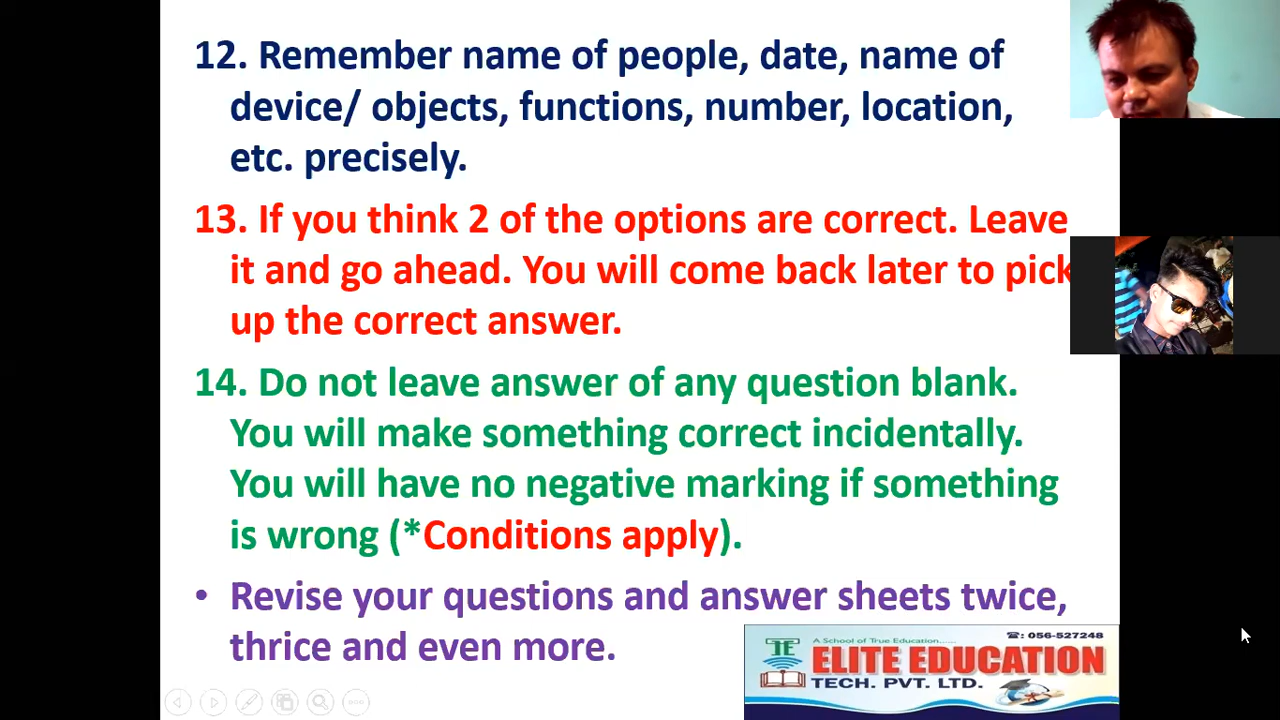 12. Remember name of people, date, name of
device/ objects, functions, number, location,
etc. precisely.
13. If you think 2 of the options are correct. Leave
it and go ahead. You will come back later to pick
up the correct answer.
14. Do not leave answer of any question blank.
You will make something correct incidentally.
You will have no negative marking if something
is wrong (*Conditions apply).
• Revise your questions and answer sheets twice,
thrice and even more.
A School of True Education......
☎: 056-527248
ELITE EDUCATION
TECH. PVT. LTD.